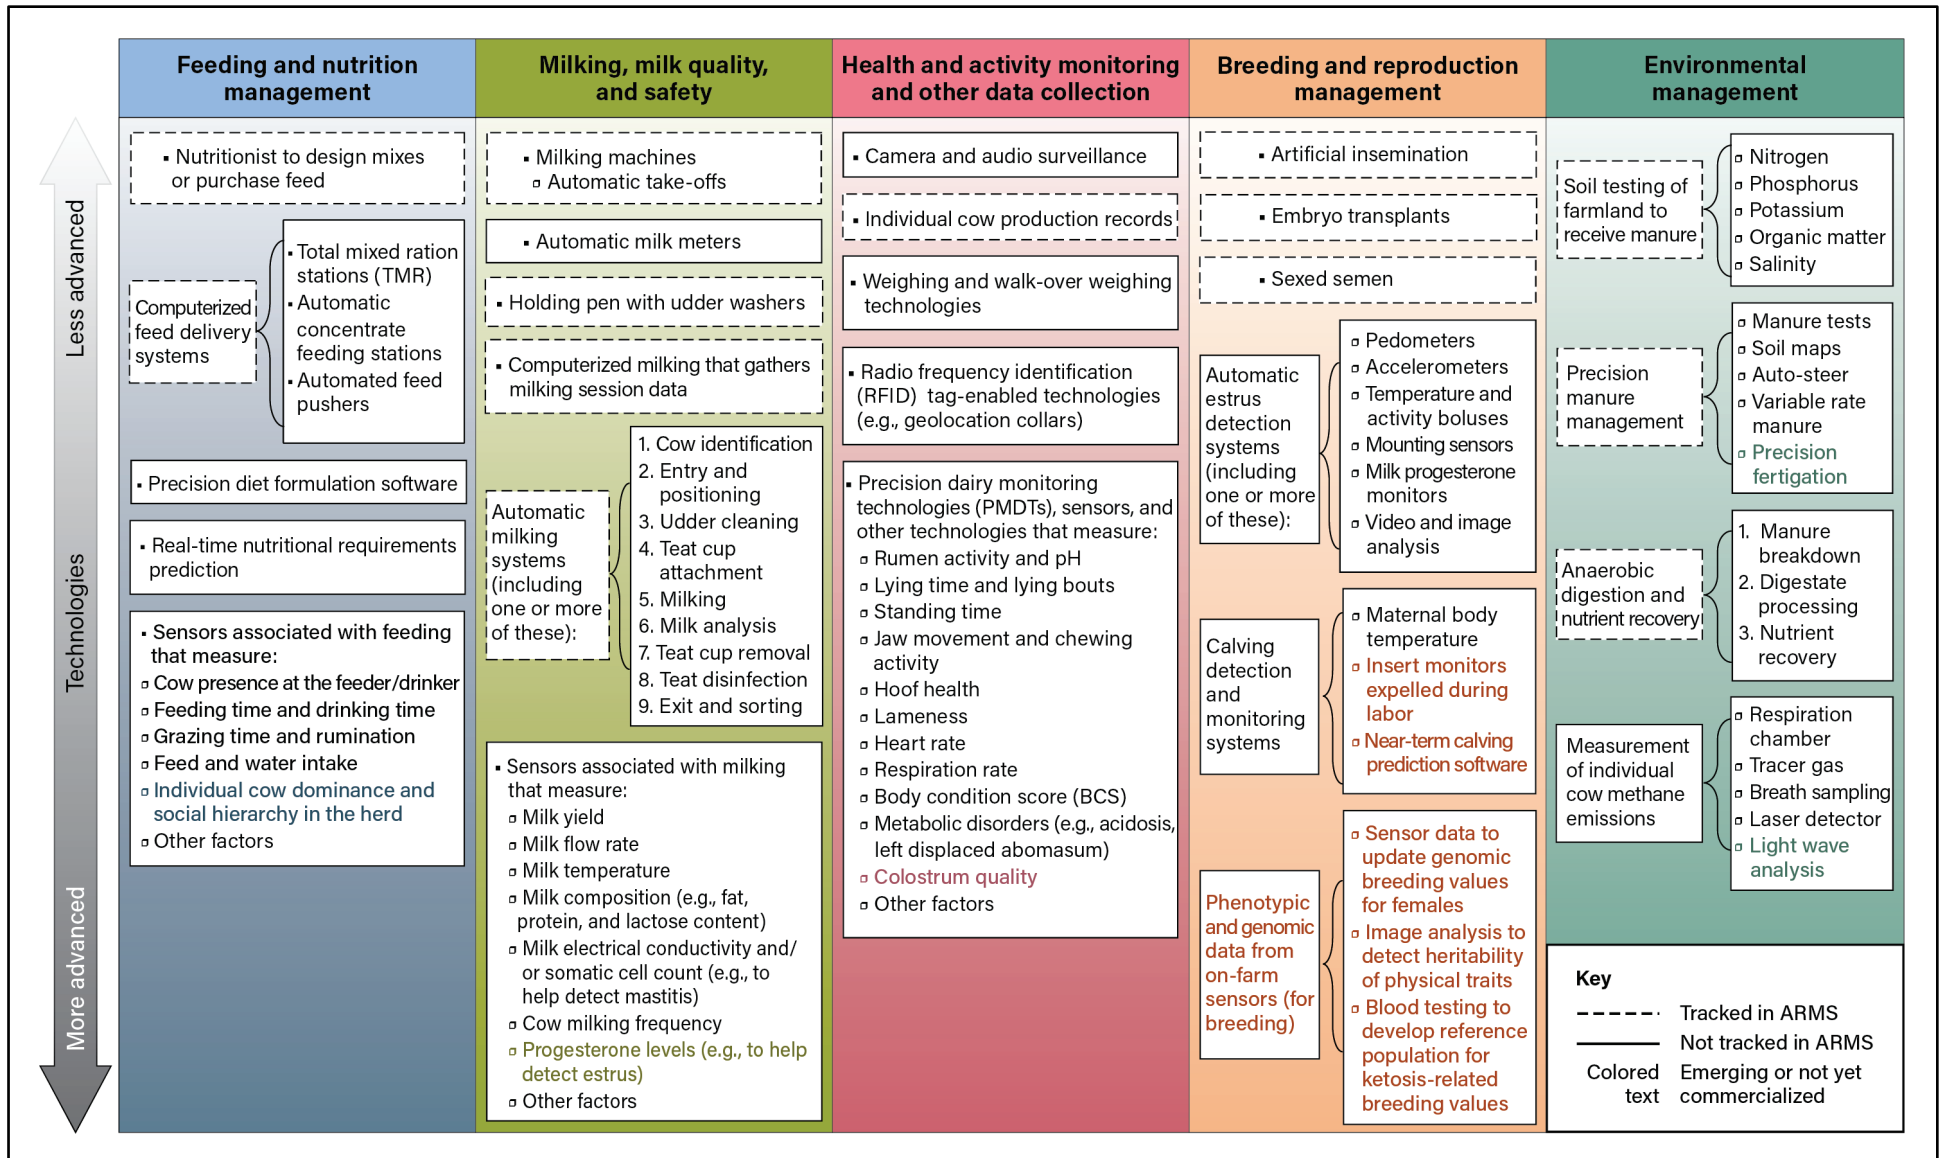 Feeding and nutrition
management
Milking, milk quality,
and safety
Health and activity monitoring
and other data collection
Breeding and reproduction
management
Environmental
management
Less advanced
Technologies
More advanced
▪ Nutritionist to design mixes
or purchase feed
Computerized
feed delivery
systems
▪ Total mixed ration
stations (TMR)
▪ Automatic
concentrate
feeding stations
▪ Automated feed
pushers
▪ Precision diet formulation software
▪ Real-time nutritional requirements
prediction
▪ Sensors associated with feeding
that measure:
▫ Cow presence at the feeder/drinker
▫ Feeding time and drinking time
▫ Grazing time and rumination
▫ Feed and water intake
▫ Individual cow dominance and
social hierarchy in the herd
▫ Other factors
▪ Milking machines
▫ Automatic take-offs
▪ Automatic milk meters
▪ Holding pen with udder washers
▪ Computerized milking that gathers
milking session data
Automatic
milking
systems
(including
one or more
of these):
1. Cow identification
2. Entry and
positioning
3. Udder cleaning
4. Teat cup
attachment
5. Milking
6. Milk analysis
7. Teat cup removal
8. Teat disinfection
9. Exit and sorting
▪ Sensors associated with milking
that measure:
▫ Milk yield
▫ Milk flow rate
▫ Milk temperature
▫ Milk composition (e.g., fat,
protein, and lactose content)
▫ Milk electrical conductivity and/
or somatic cell count (e.g., to
help detect mastitis)
▫ Cow milking frequency
▫ Progesterone levels (e.g., to help
detect estrus)
▫ Other factors
▪ Camera and audio surveillance
▪ Individual cow production records
▪ Weighing and walk-over weighing
technologies
▪ Radio frequency identification
(RFID) tag-enabled technologies
(e.g., geolocation collars)
▪ Precision dairy monitoring
technologies (PMDTs), sensors, and
other technologies that measure:
▫ Rumen activity and pH
▫ Lying time and lying bouts
▫ Standing time
▫ Jaw movement and chewing
activity
▫ Hoof health
▫ Lameness
▫ Heart rate
▫ Respiration rate
▫ Body condition score (BCS)
▫ Metabolic disorders (e.g., acidosis,
left displaced abomasum)
▫ Colostrum quality
▫ Other factors
▪ Artificial insemination
▪ Embryo transplants
▪ Sexed semen
Automatic
estrus
detection
systems
(including
one or more
of these):
▫ Pedometers
▫ Accelerometers
▫ Temperature and
activity boluses
▫ Mounting sensors
▫ Milk progesterone
monitors
▫ Video and image
analysis
Calving
detection
and
monitoring
systems
▫ Maternal body
temperature
▫ Insert monitors
expelled during
labor
▫ Near-term calving
prediction software
Phenotypic
and genomic
data from
on-farm
sensors (for
breeding)
▫ Sensor data to
update genomic
breeding values
for females
▫ Image analysis to
detect heritability
of physical traits
▫ Blood testing to
develop reference
population for
ketosis-related
breeding values
Soil testing of
farmland to
receive manure
▫ Nitrogen
▫ Phosphorus
▫ Potassium
▫ Organic matter
▫ Salinity
Precision
manure
management
▫ Manure tests
▫ Soil maps
▫ Auto-steer
▫ Variable rate
manure
▫ Precision
fertigation
Anaerobic
digestion and
nutrient recovery
1. Manure
breakdown
2. Digestate
processing
3. Nutrient
recovery
Measurement
of individual
cow methane
emissions
▫ Respiration
chamber
▫ Tracer gas
▫ Breath sampling
▫ Laser detector
▫ Light wave
analysis
Key
Tracked in ARMS
Not tracked in ARMS
Colored text Emerging or not yet
commercialized